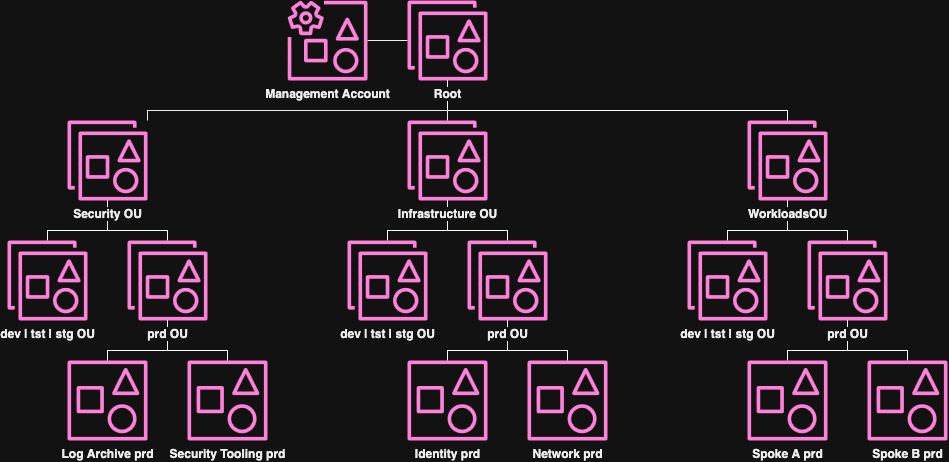 Management Account
Root
Security OU
Infrastructure OU
WorkloadsOU
dev | tst | stg OU
prd OU
dev | tst | stg OU
prd OU
dev | tst | stg OU
prd OU
Log Archive prd
Security Tooling prd
Identity prd
Network prd
Spoke A prd
Spoke B prd